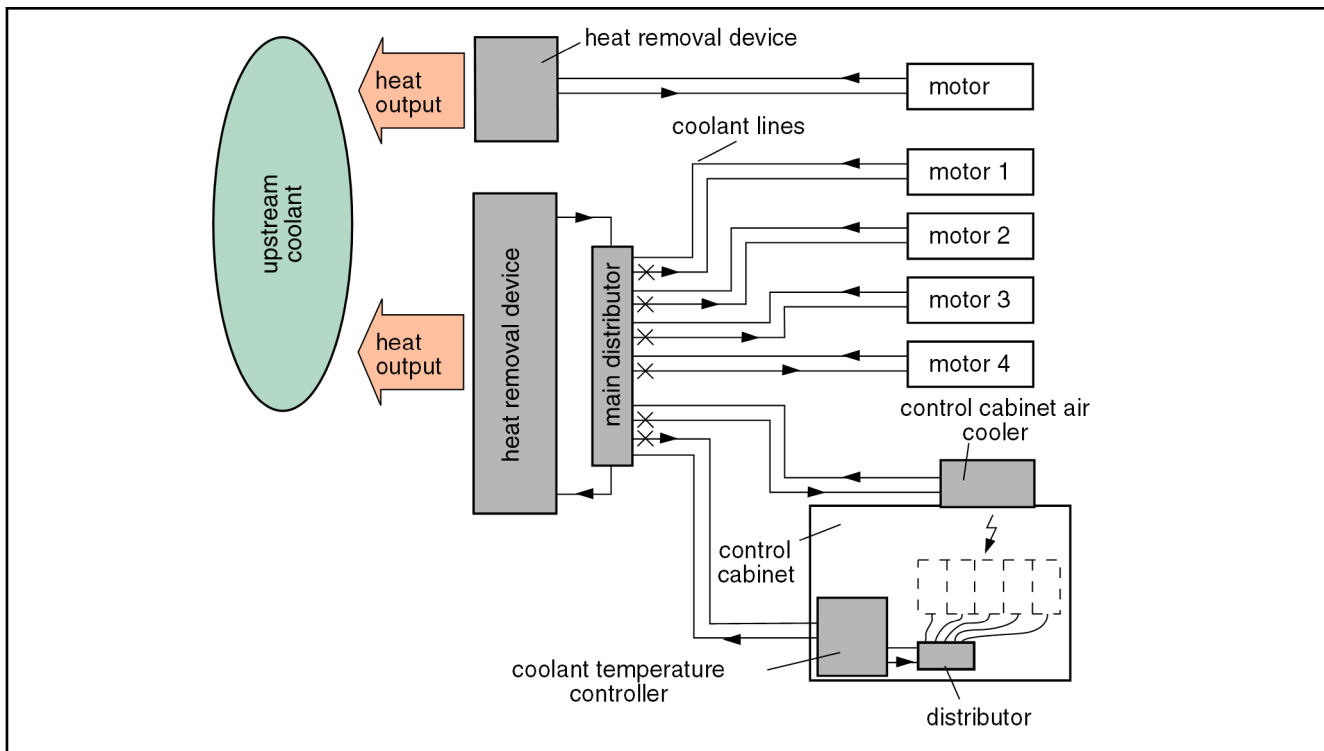 heat removal device
heat
output
motor
coolant lines
motor 1
upstream
coolant
motor 2
heat removal device
main distributor
motor 3
heat
output
motor 4
control cabinet air
cooler
control
cabinet
coolant temperature
controller
distributor